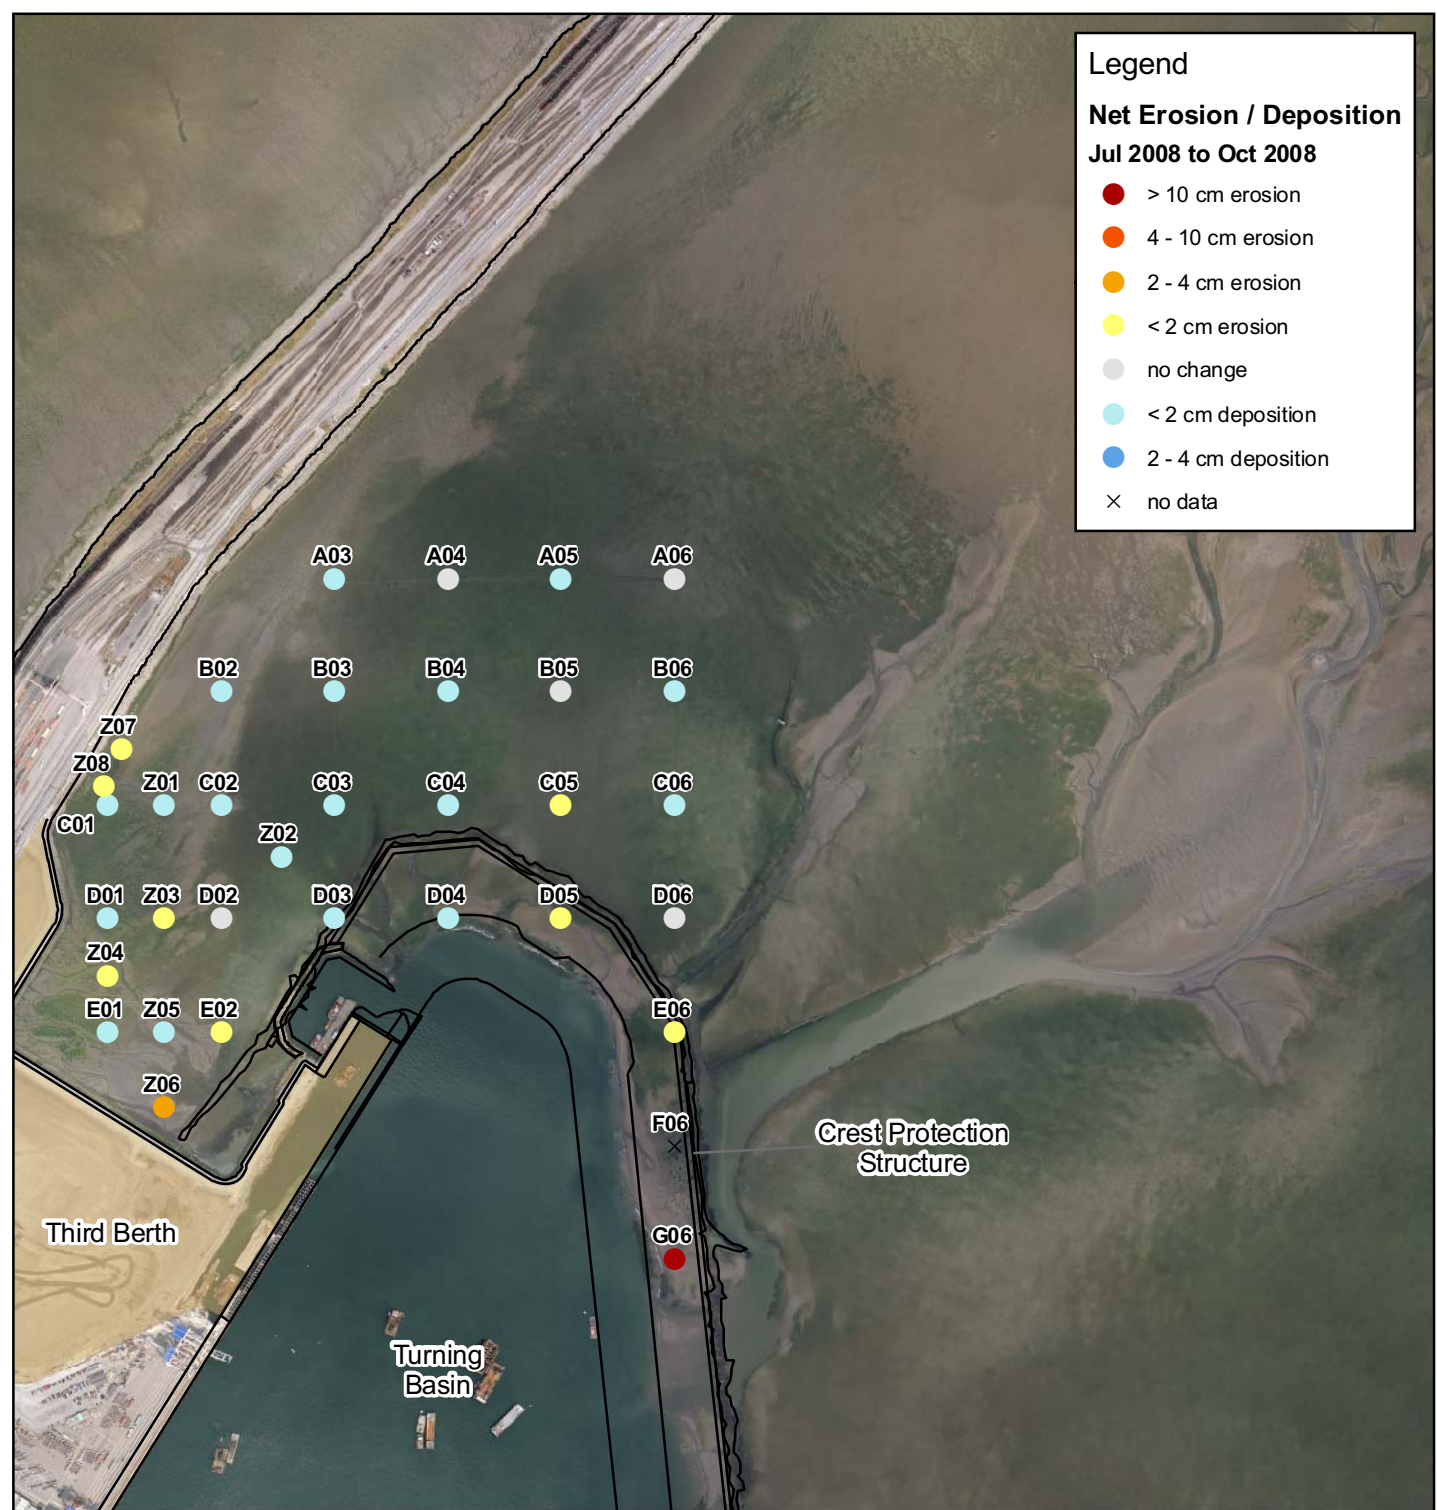 Legend
Net Erosion / Deposition
Jul 2008 to Oct 2008
> 10 cm erosion
4 - 10 cm erosion
2 - 4 cm erosion
< 2 cm erosion
no change
< 2 cm deposition
2 - 4 cm deposition
no data
A03 A04 A05 A06
B02 B03 B04 B05 B06
Z07
Z08
Z01 C02 C03 C04 C05 C06
C01
Z02
D01 Z03 D02 D03 D04 D05 D06
Z04
E01 Z05 E02 E06
Z06
F06
Crest Protection
Structure
Third Berth
G06
Turning
Basin